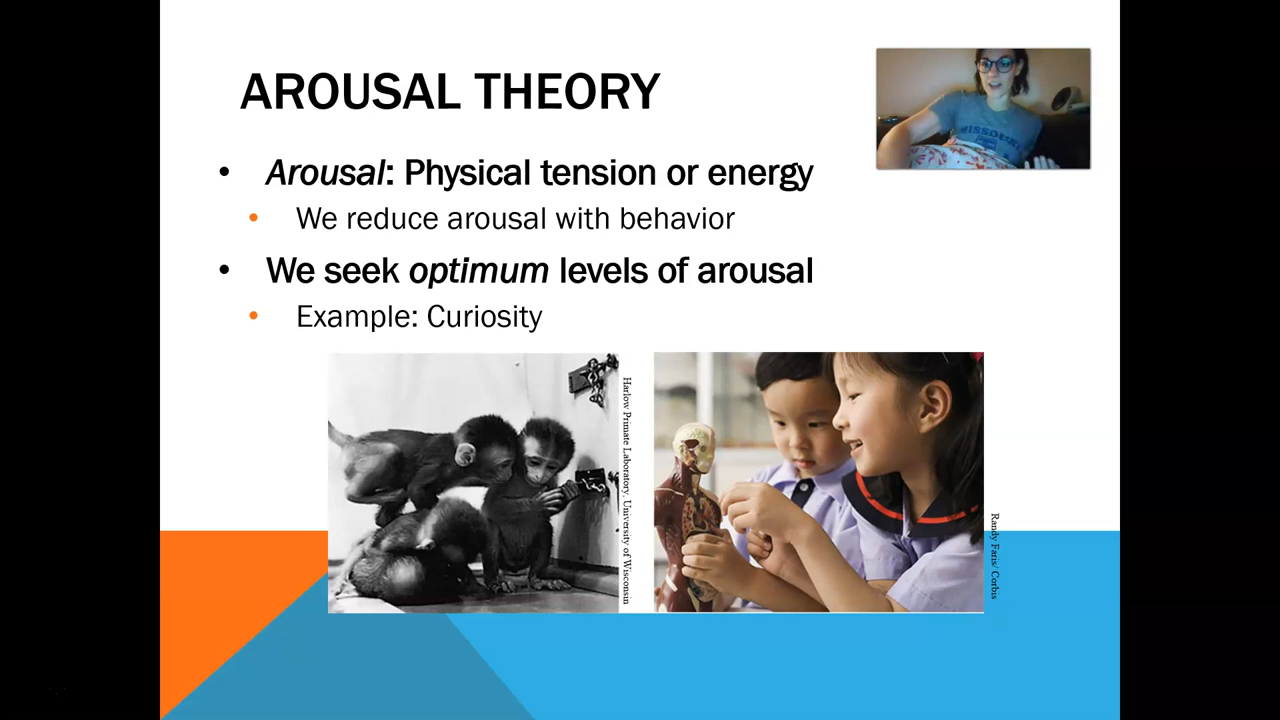 AROUSAL THEORY
MISSOURI
• Arousal: Physical tension or energy
• We reduce arousal with behavior
• We seek optimum levels of arousal
• Example: Curiosity
Harlow Primate Laboratory, University of Wisconsin
Randy Faris/ Corbis